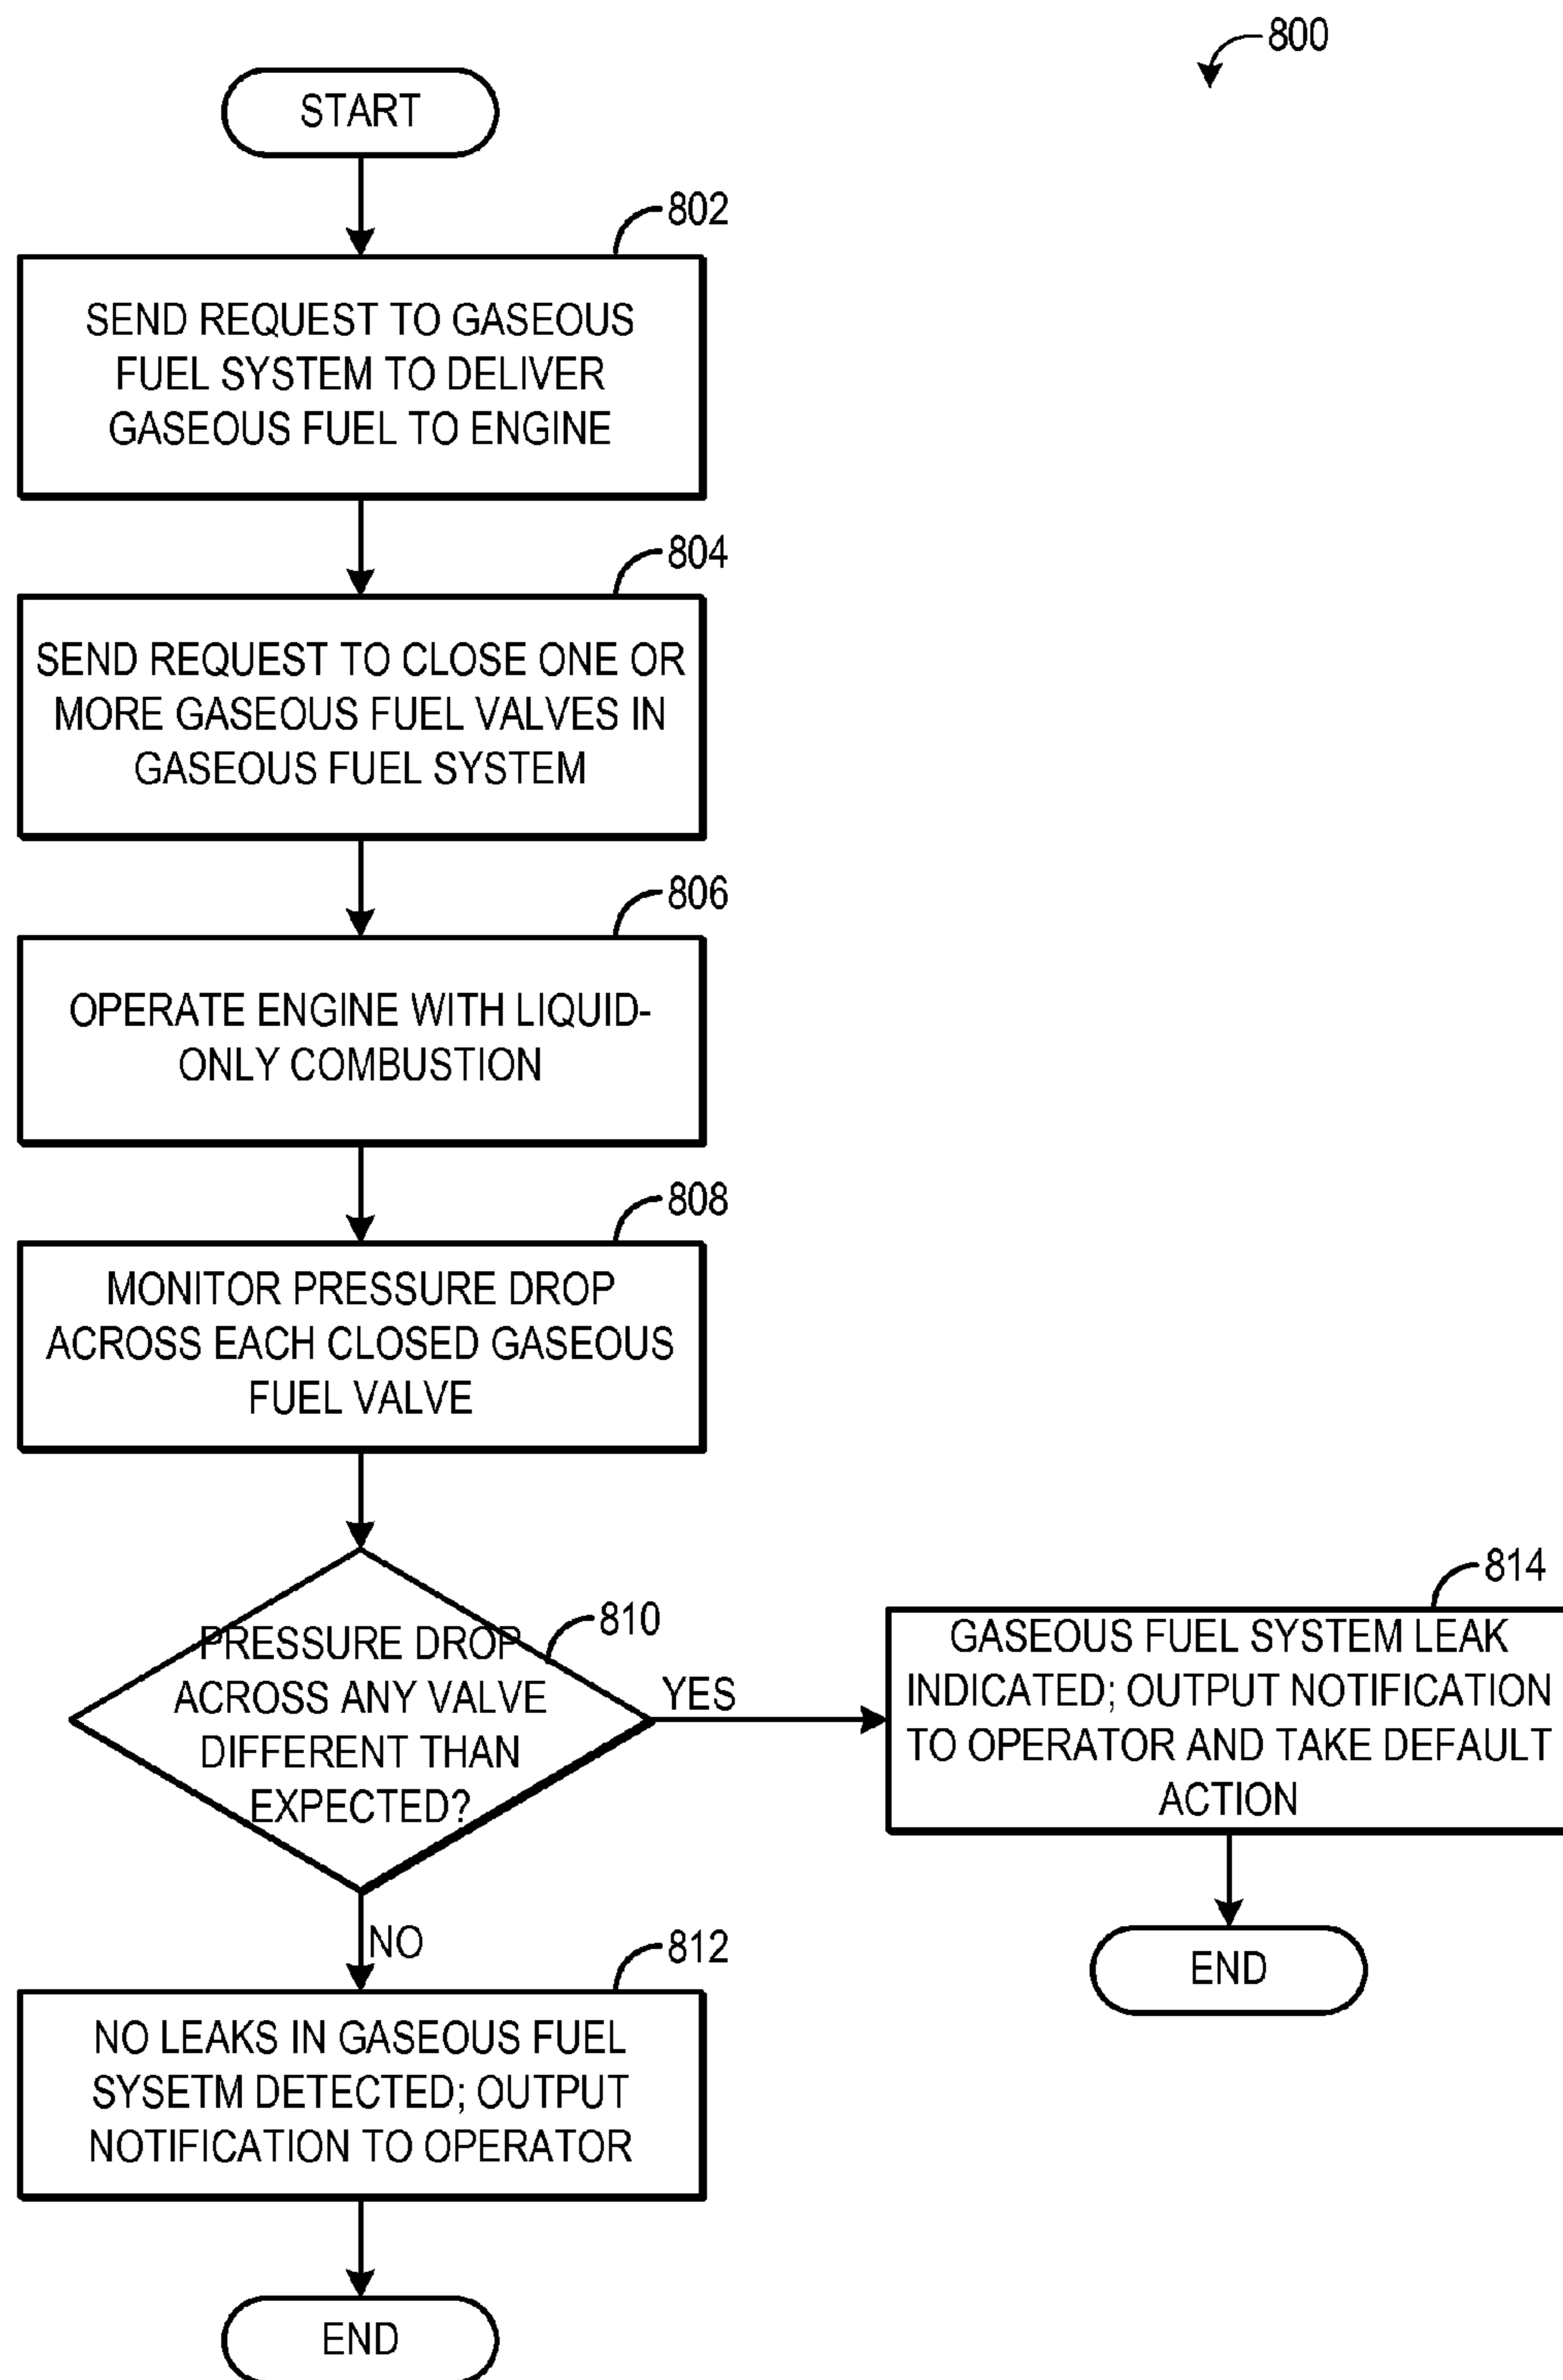 800
START
802
SEND REQUEST TO GASEOUS
FUEL SYSTEM TO DELIVER
GASEOUS FUEL TO ENGINE
804
SEND REQUEST TO CLOSE ONE OR
MORE GASEOUS FUEL VALVES IN
GASEOUS FUEL SYSTEM
806
OPERATE ENGINE WITH LIQUID-
ONLY COMBUSTION
808
MONITOR PRESSURE DROP
ACROSS EACH CLOSED GASEOUS
FUEL VALVE
810
PRESSURE DROP
ACROSS ANY VALVE
DIFFERENT THAN
EXPECTED?
YES
814
GASEOUS FUEL SYSTEM LEAK
INDICATED; OUTPUT NOTIFICATION
TO OPERATOR AND TAKE DEFAULT
ACTION
END
NO
812
NO LEAKS IN GASEOUS FUEL
SYSETM DETECTED; OUTPUT
NOTIFICATION TO OPERATOR
END